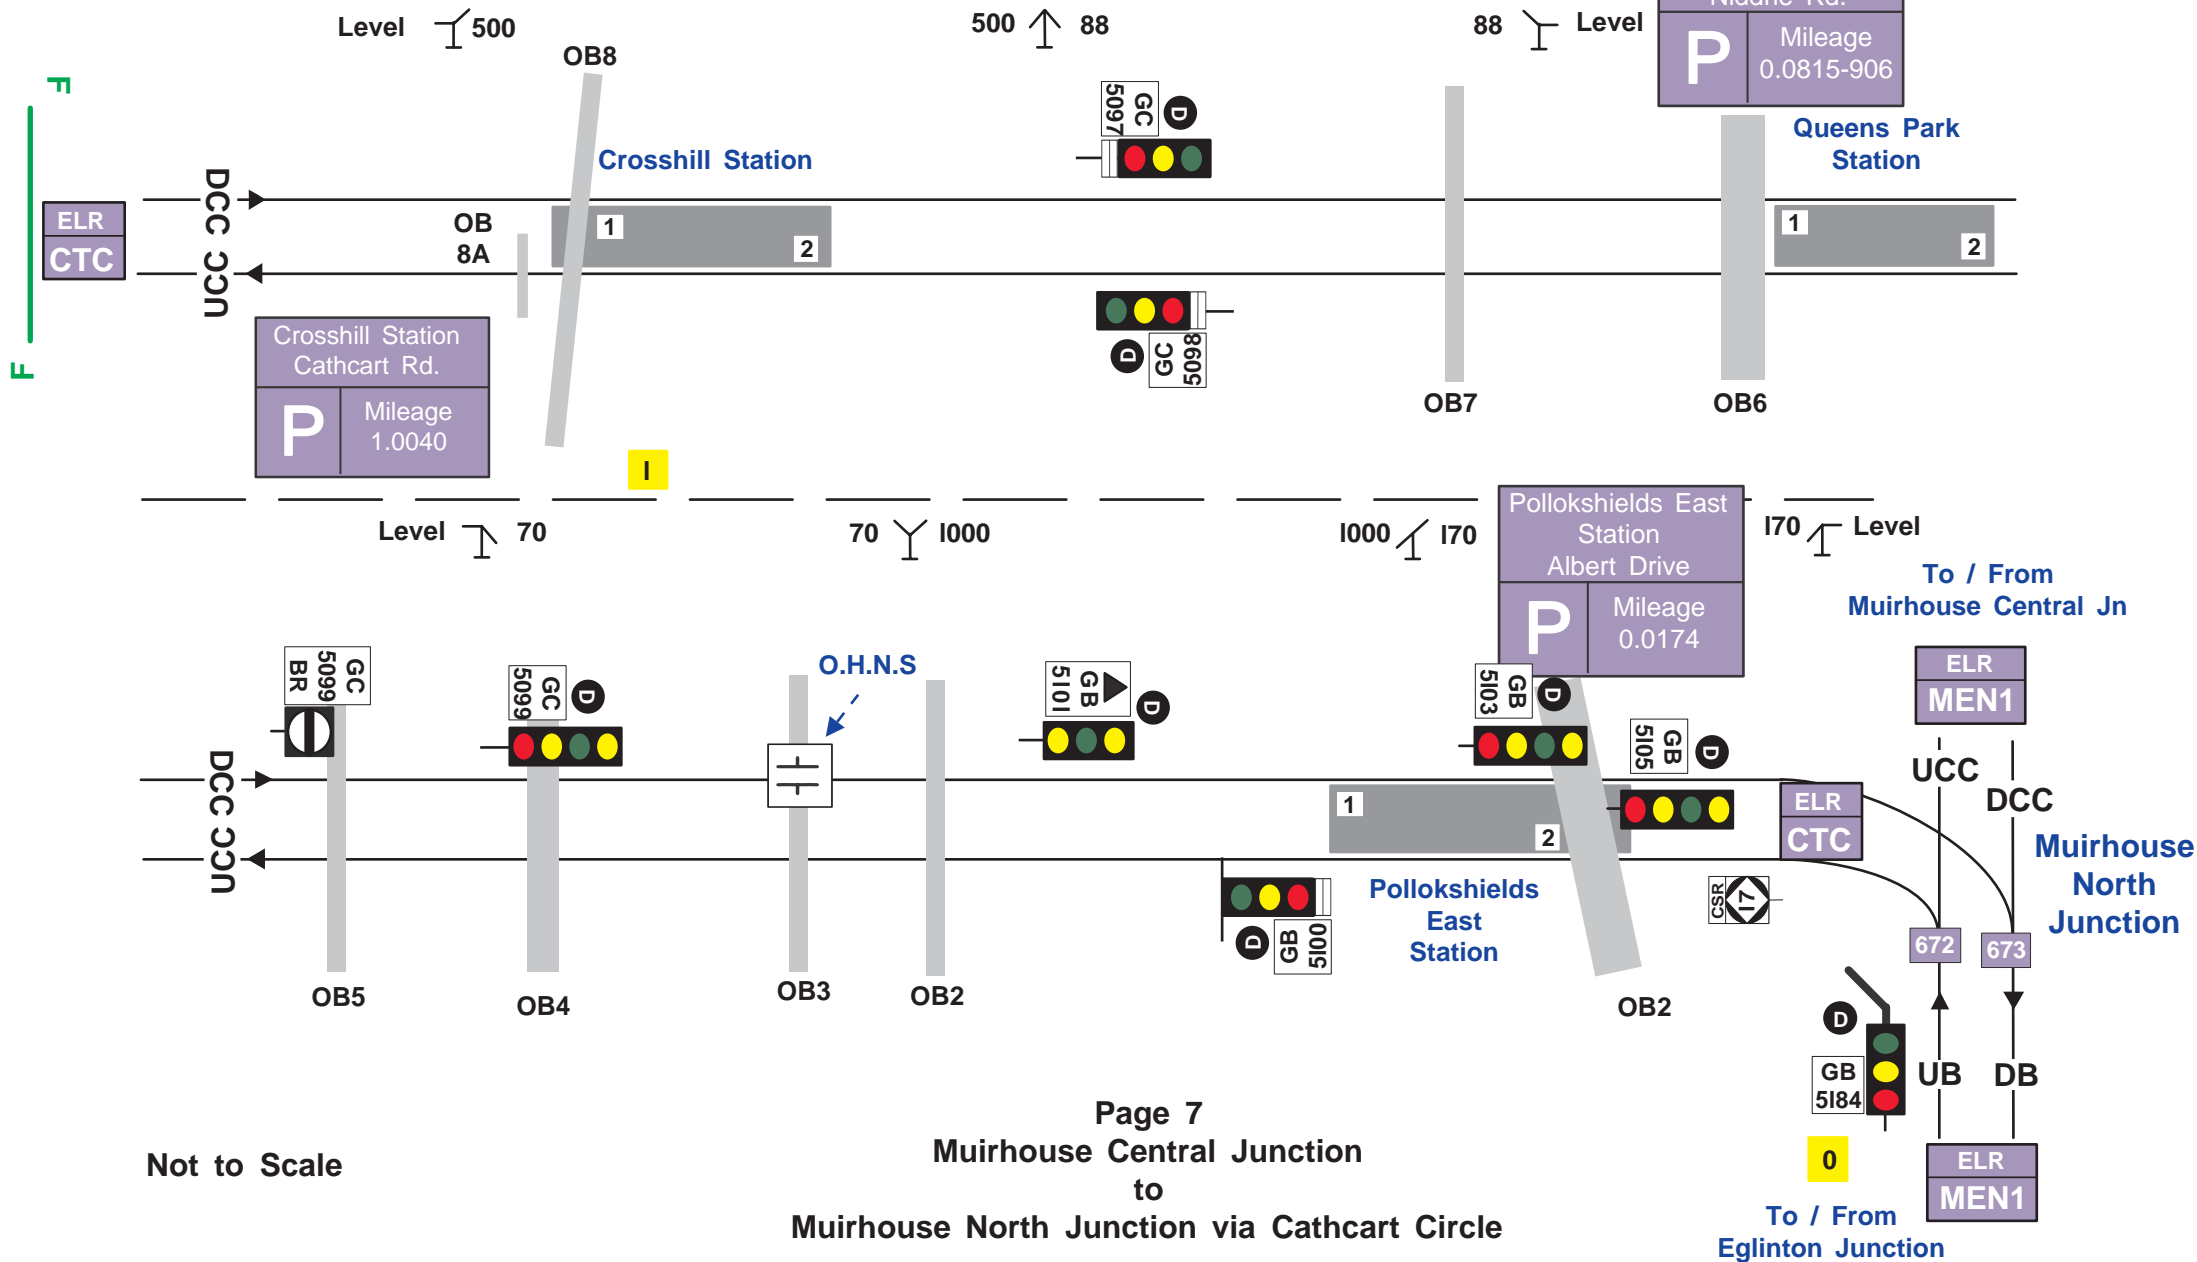 Niddrie Rd.
P
Mileage
0.0815-906
Level 500
500 88
88 Level
OB8
F
GC
5097
D
Queens Park
Station
Crosshill Station
DCC
ELR
CTC
OB
8A
1
2
1
2
UCC
Crosshill Station
Cathcart Rd.
P
Mileage
1.0040
F
D
GC
5098
OB7
OB6
I
Level 70
70 I000
I000 I70
I70 Level
Pollokshields East
Station
Albert Drive
P
Mileage
0.0174
To / From
Muirhouse Central Jn
ELR
MEN1
GC
5099
BR
GC
5099
D
O.H.N.S
GB
5I0I
D
GB
5I03
D
GB
5I05
D
UCC
DCC
DCC
UCC
1
2
ELR
CTC
Muirhouse
North
Junction
Pollokshields
East
Station
CSR
I7
D
GB
5I00
672
673
OB5
OB4
OB3
OB2
OB2
D
GB
5I84
UB
DB
0
ELR
MEN1
To / From
Eglinton Junction
Not to Scale
Page 7
Muirhouse Central Junction
to
Muirhouse North Junction via Cathcart Circle